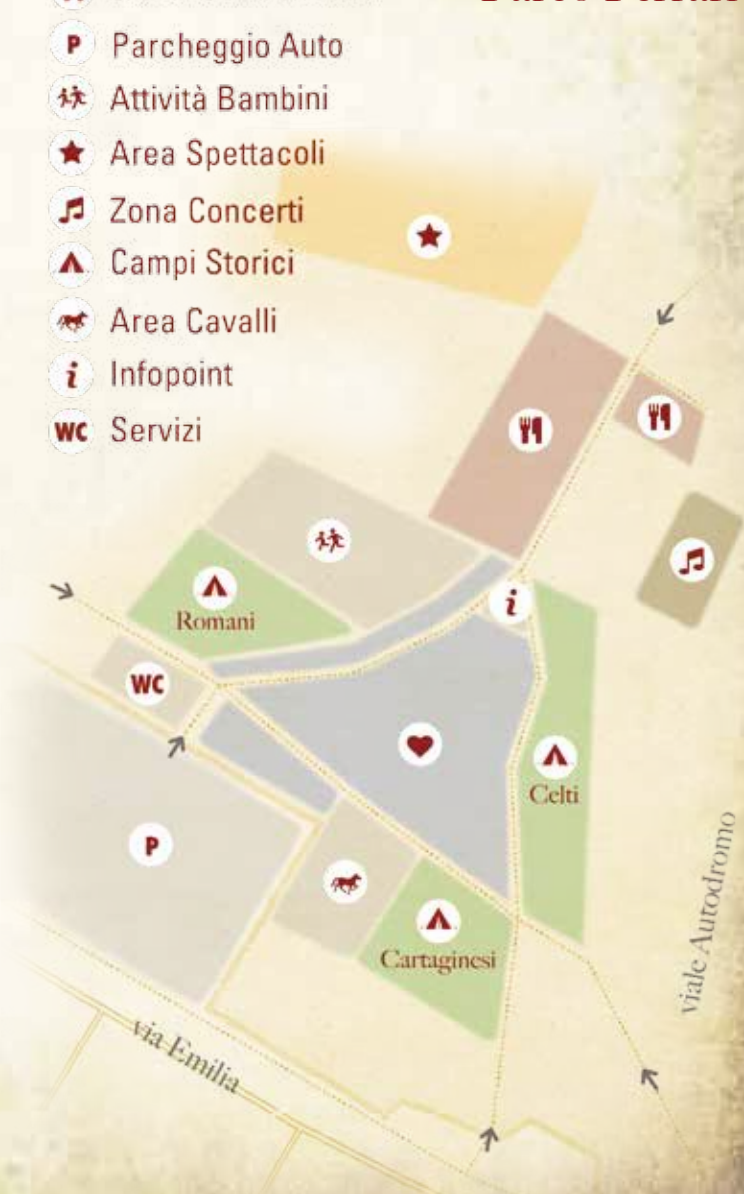 P Parcheggio Auto
Attività Bambini
Area Spettacoli
Zona Concerti
Campi Storici
Area Cavalli
i Infopoint
WC Servizi
i
Romani
WC
Celti
P
Cartaginesi
viale Autodromo
via Emilia